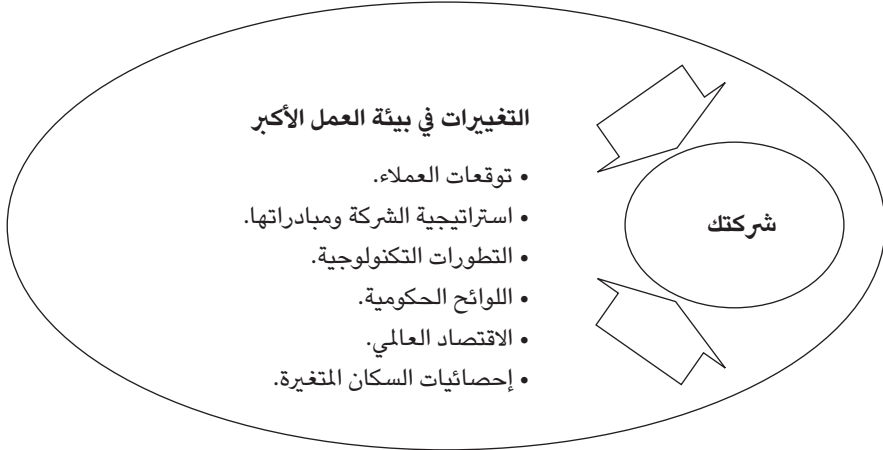 التغييرات في بيئة العمل الأكبر
• توقعات العملاء.
• استراتيجية الشركة ومبادراتها.
• التطورات التكنولوجية.
• اللوائح الحكومية.
• الاقتصاد العالمي.
• إحصائيات السكان المتغيرة.
شركتك